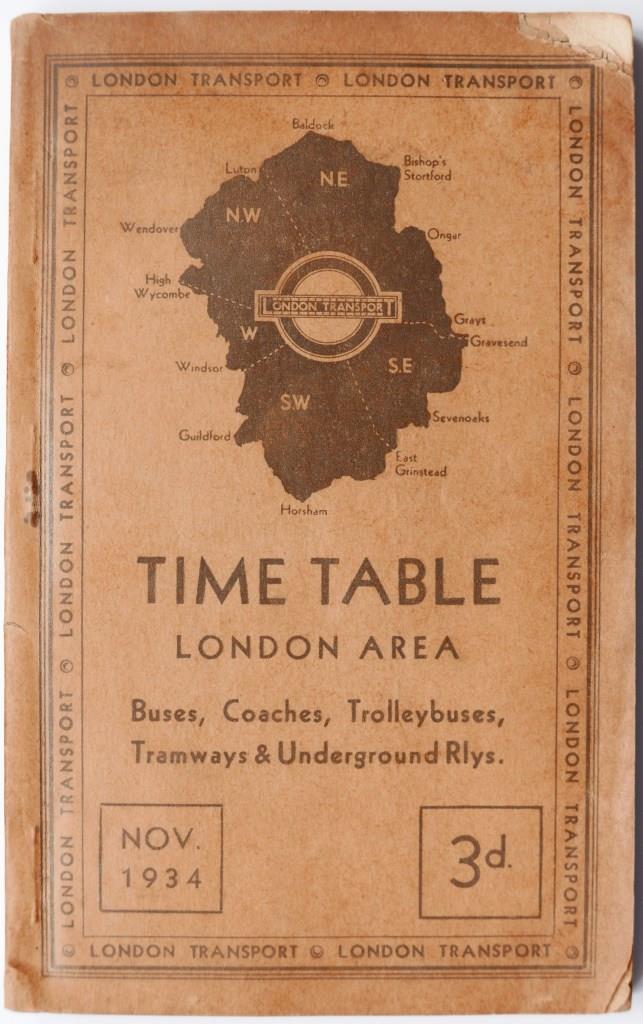 LONDON TRANSPORT LONDON TRANSPORT
LONDON TRANSPORT LONDON TRANSPORT LONDON TRANSPORT
LONDON TRANSPORT LONDON TRANSPORT LONDON TRANSPORT
Baldock
Luton
N.E
Bishop's
Stortford
N.W
Wendover
Ongar
High
Wycombe
LONDON TRANSPORT
Grays
W
Gravesend
Windsor
S.E
S.W
Sevenoaks
Guildford
East
Grinstead
Horsham
TIME TABLE
LONDON AREA
Buses, Coaches, Trolleybuses,
Tramways & Underground Rlys.
NOV.
1934
3d.
LONDON TRANSPORT LONDON TRANSPORT